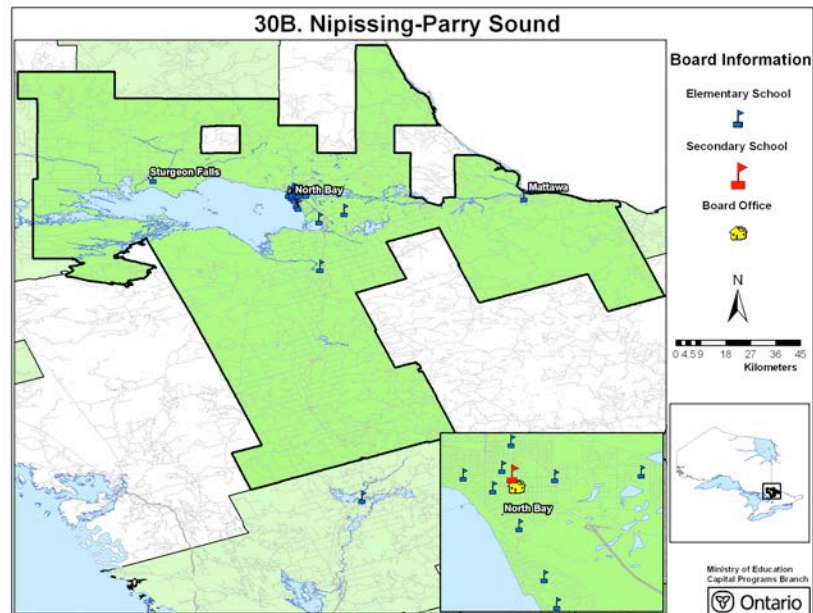 30B. Nipissing-Parry Sound
Board Information
Elementary School
Secondary School
Board Office
N
0 4.5 9 18 27 36 45
Kilometers
Sturgeon Falls
North Bay
Mattawa
North Bay
Ministry of Education
Capital Programs Branch
Ontario